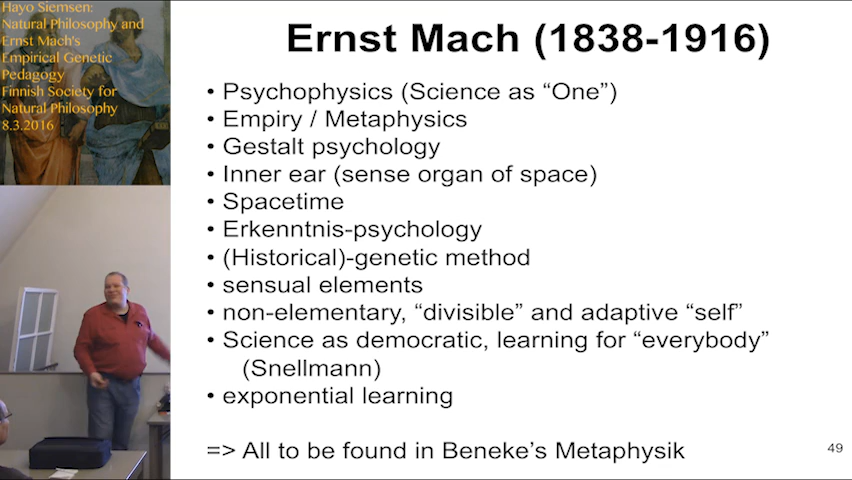 Hayo Siemsen:
Natural Philosophy and
Ernst Mach's
Empirical Genetic
Pedagogy
Finnish Society for
Natural Philosophy
8.3.2016
Ernst Mach (1838-1916)
• Psychophysics (Science as “One”)
• Empiry / Metaphysics
• Gestalt psychology
• Inner ear (sense organ of space)
• Spacetime
• Erkenntnis-psychology
• (Historical)-genetic method
• sensual elements
• non-elementary, “divisible” and adaptive “self”
• Science as democratic, learning for “everybody”
(Snellmann)
• exponential learning
=> All to be found in Beneke’s Metaphysik
49